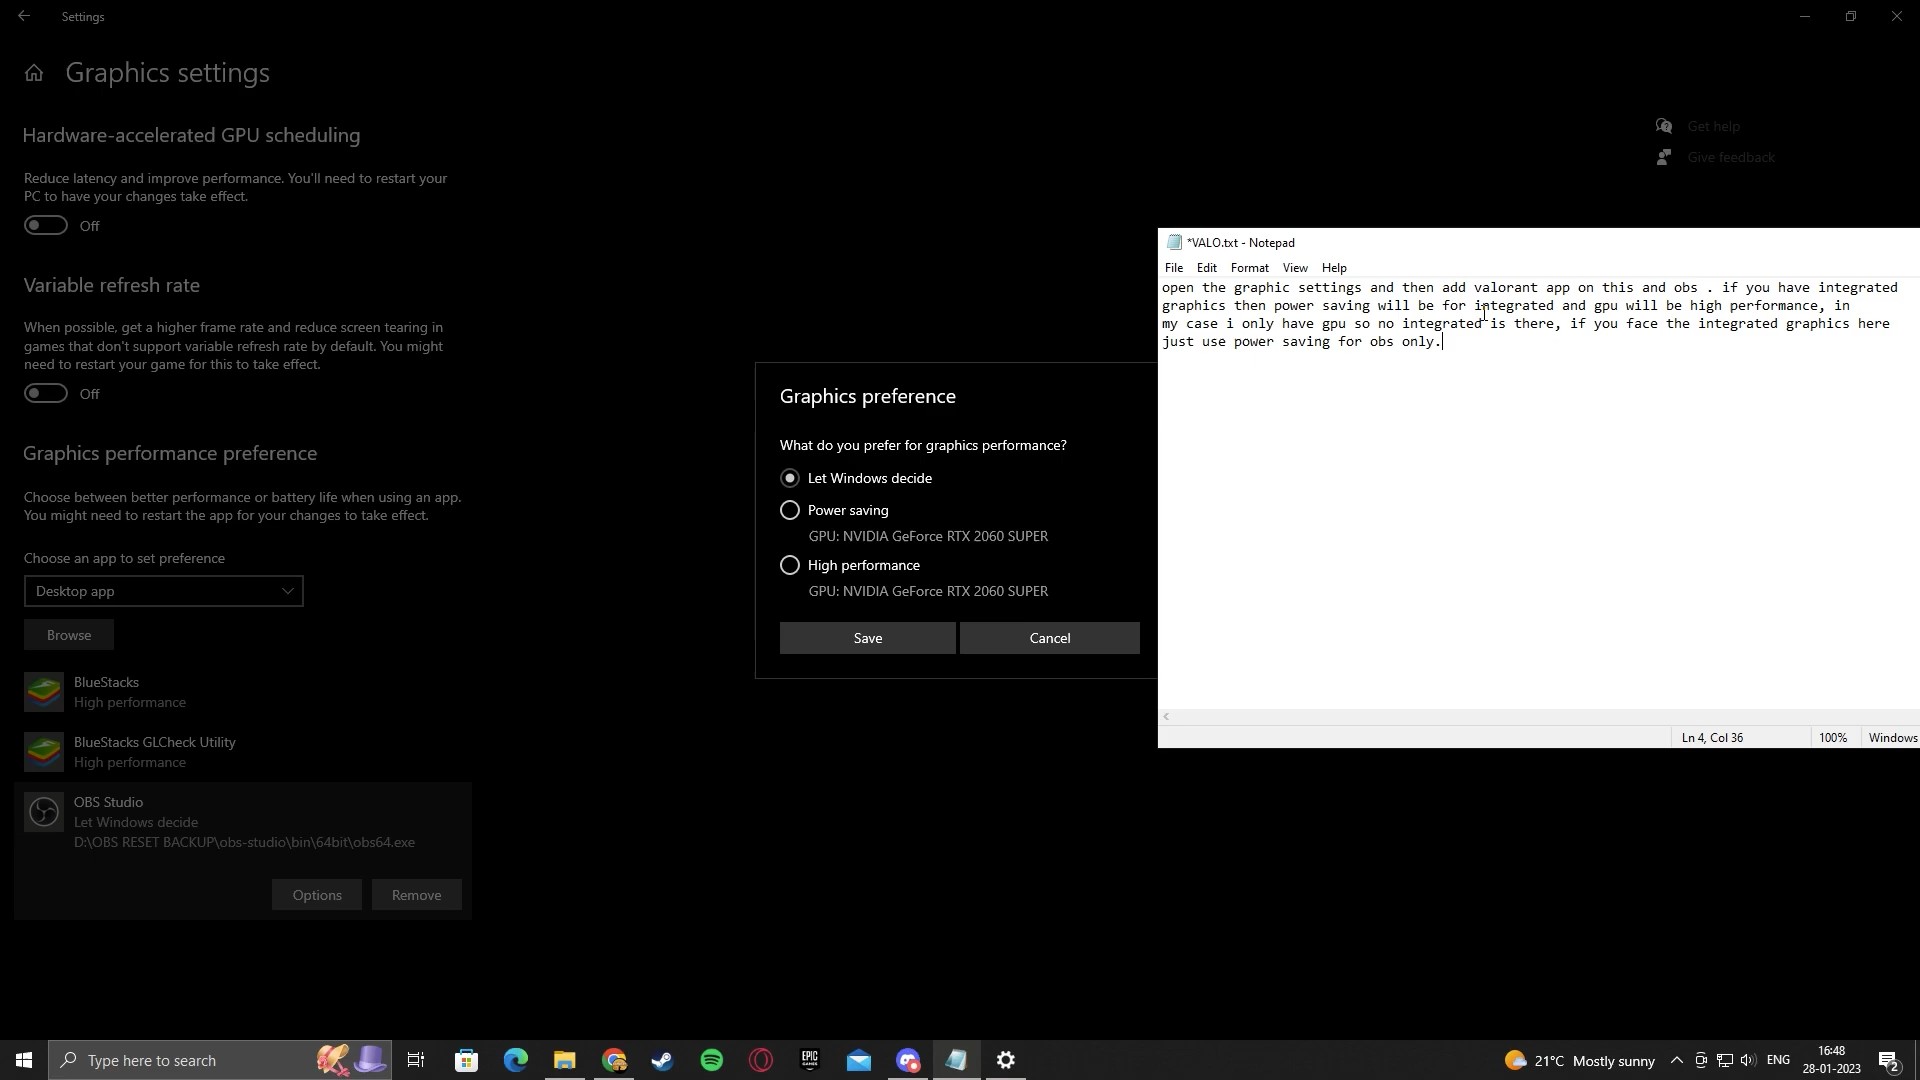 Settings
Graphics settings
Hardware-accelerated GPU scheduling
Reduce latency and improve performance. You'll need to restart your
PC to have your changes take effect.
Off
Variable refresh rate
When possible, get a higher frame rate and reduce screen tearing in
games that don't support variable refresh rate by default. You might
need to restart your game for this to take effect.
Off
Graphics performance preference
Choose between better performance or battery life when using an app.
You might need to restart the app for your changes to take effect.
Choose an app to set preference
Desktop app
Browse
BlueStacks
High performance
BlueStacks GLCheck Utility
High performance
OBS Studio
Let Windows decide
D:\OBS RESET BACKUP\obs-studio\bin\64bit\obs64.exe
Options
Remove
Get help
Give feedback
Graphics preference
What do you prefer for graphics performance?
Let Windows decide
Power saving
GPU: NVIDIA GeForce RTX 2060 SUPER
High performance
GPU: NVIDIA GeForce RTX 2060 SUPER
Save
Cancel
*VALO.txt - Notepad
File Edit Format View Help
open the graphic settings and then add valorant app on this and obs . if you have integrated
graphics then power saving will be for integrated and gpu will be high performance, in
my case i only have gpu so no integrated is there, if you face the integrated graphics here
just use power saving for obs only.
Ln 4, Col 36
100%
Windows
Type here to search
EPIC
GAMES
21°C Mostly sunny
ENG
16:48
28-01-2023
2